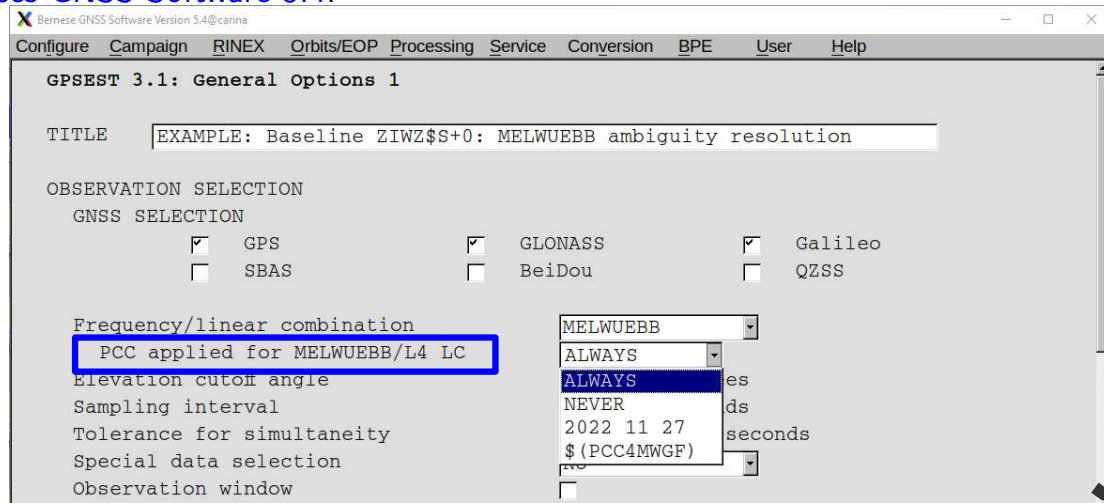 GNSS Software
Bernese GNSS Software Version 5.4@carina
Configure Campaign RINEX Orbits/EOP Processing Service Conversion BPE User Help
GPSEST 3.1: General Options 1
TITLE EXAMPLE: Baseline ZIWZ$S+0: MELWUEBB ambiguity resolution
OBSERVATION SELECTION
GNSS SELECTION
GPS GLONASS Galileo
SBAS BeiDou QZSS
Frequency/linear combination MELWUEBB
PCC applied for MELWUEBB/L4 LC ALWAYS
Elevation cutoff angle ALWAYS es
Sampling interval NEVER ds
Tolerance for simultaneity 2022 11 27 seconds
Special data selection $(PCC4MWGF)
Observation window